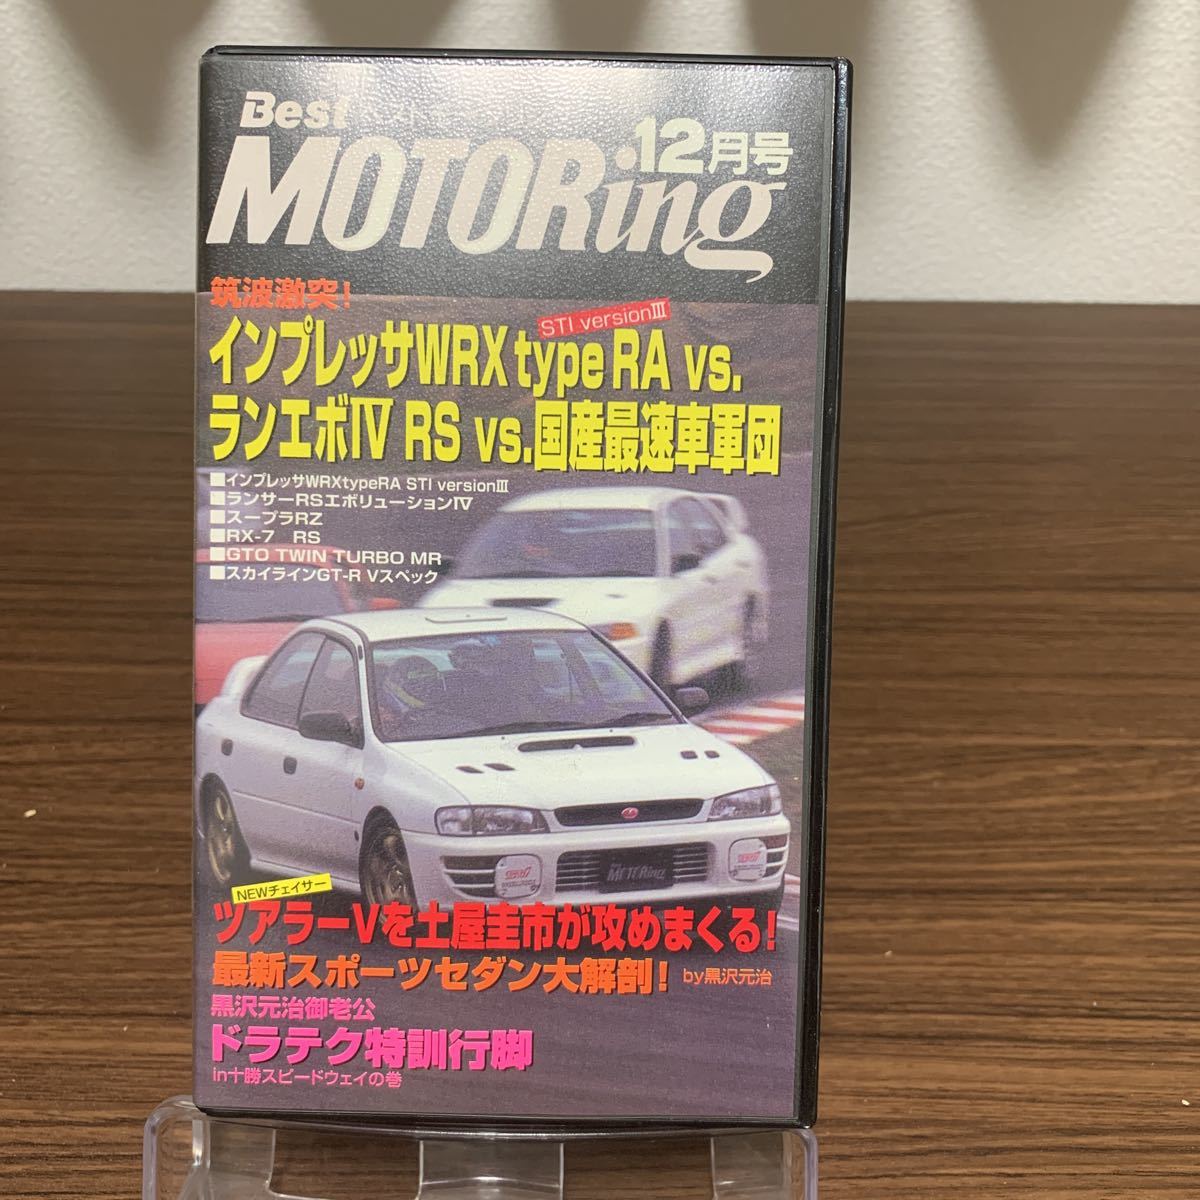 Best
MOTORing
12月号
筑波激突!
STI versionⅢ
インプレッサWRX type RA vs.
ランエボⅣ RS vs.国産最速車軍団
■インプレッサWRXtypeRA STI versionⅢ
■ランサーRSエボリューションⅣ
■スープラRZ
■RX-7 RS
■GTO TWIN TURBO MR
■スカイラインGT-R Vスペック
MOTORing
NEWチェイサー
ツアラーVを土屋圭市が攻めまくる!
最新スポーツセダン大解剖! by黒沢元治
黒沢元治御老公
ドラテク特訓行脚
in十勝スピードウェイの巻